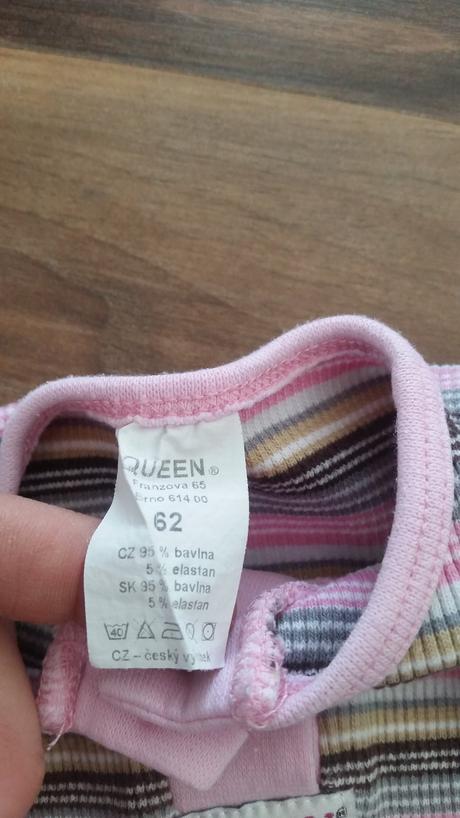 QUEEN®
Franzova 65
Brno 614 00
62
CZ 95 % bavlna
5 % elastan
SK 95 % bavlna
5 % elastan
40
CZ – český